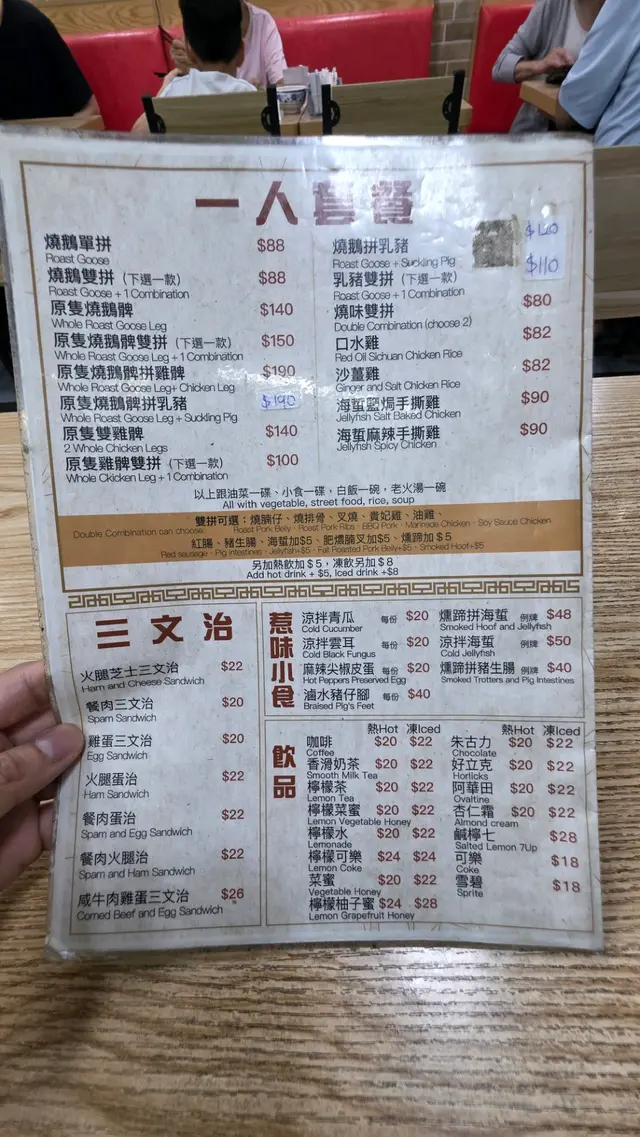 一人套餐
燒鵝單拼 $88
Roast Goose
燒鵝雙拼（下選一款） $88
Roast Goose + 1 Combination
原隻燒鵝髀 $140
Whole Roast Goose Leg
原隻燒鵝髀雙拼（下選一款） $150
Whole Roast Goose Leg + 1 Combination
原隻燒鵝髀拼雞髀 $190
Whole Roast Goose Leg+ Chicken Leg
原隻燒鵝髀拼乳豬 $190
Whole Roast Goose Leg + Suckling Pig
原隻雙雞髀 $140
2 Whole Chicken Legs
原隻雞髀雙拼（下選一款） $100
Whole Ckicken Leg + 1 Combination
燒鵝拼乳豬
Roast Goose + Suckling Pig
乳豬雙拼（下選一款） $110
Roast Goose + 1 Combination
燒味雙拼 $80
Double Combination (choose 2)
口水雞 $82
Red Oil Sichuan Chicken Rice
沙薑雞 $82
Ginger and Salt Chicken Rice
海蜇鹽焗手撕雞 $90
Jellyfish Salt Baked Chicken
海蜇麻辣手撕雞 $90
Jellyfish Spicy Chicken
以上跟油菜一碟、小食一碟，白飯一碗，老火湯一碗
All with vegetable, street food, rice, soup
雙拼可選：燒腩仔、燒排骨、叉燒、貴妃雞、油雞、
Double Combination can choose: Roast Pork Belly · Roast Pork Ribs · BBQ Pork · Marinade Chicken · Soy Sauce Chicken
紅腸、豬生腸、海蜇加$5、肥燶腩叉加$5、燻蹄加$5
Red sausage · Pig intestines · Jellyfish+$5 · Fat Roasted Pork Belly+$5 · Smoked Hoof+$5
另加熱飲加$5，凍飲另加$8
Add hot drink + $5, Iced drink +$8
三文治
火腿芝士三文治 $22
Ham and Cheese Sandwich
餐肉三文治 $20
Spam Sandwich
雞蛋三文治 $20
Egg Sandwich
火腿蛋治 $22
Ham Sandwich
餐肉蛋治 $22
Spam and Egg Sandwich
餐肉火腿治 $22
Spam and Ham Sandwich
咸牛肉雞蛋三文治 $26
Corned Beef and Egg Sandwich
惹味小食
涼拌青瓜 每份 $20
Cold Cucumber
涼拌雲耳 每份 $20
Cold Black Fungus
麻辣尖椒皮蛋 每份 $20
Hot Peppers Preserved Egg
滷水豬仔腳 每份 $40
Braised Pig's Feet
燻蹄拼海蜇 例牌 $48
Smoked Hoof and Jellyfish
涼拌海蜇 例牌 $50
Cold Jellyfish
燻蹄拼豬生腸 例牌 $40
Smoked Trotters and Pig Intestines
飲品
熱Hot 凍Iced
咖啡 $20 $22
Coffee
香滑奶茶 $20 $22
Smooth Milk Tea
檸檬茶 $20 $22
Lemon Tea
檸檬菜蜜 $20 $22
Lemon Vegetable Honey
檸檬水 $20 $22
Lemonade
檸檬可樂 $24 $24
Lemon Coke
菜蜜 $20 $22
Vegetable Honey
檸檬柚子蜜 $24 $28
Lemon Grapefruit Honey
熱Hot 凍Iced
朱古力 $20 $22
Chocolate
好立克 $20 $22
Horlicks
阿華田 $20 $22
Ovaltine
杏仁霜 $20 $22
Almond cream
鹹檸七 $28
Salted Lemon 7Up
可樂 $18
Coke
雪碧 $18
Sprite